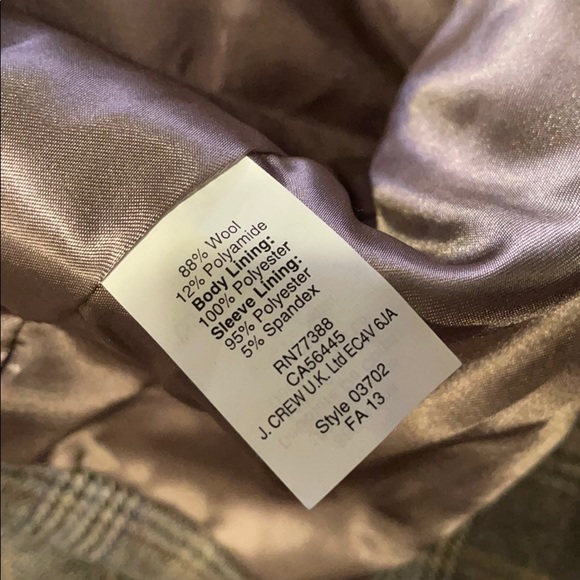 88% Wool
12% Polyamide
Body Lining:
100% Polyester
Sleeve Lining:
95% Polyester
5% Spandex
RN77388
CA56445
J. CREW U.K. Ltd EC4V 6JA
Style 03702
FA 13